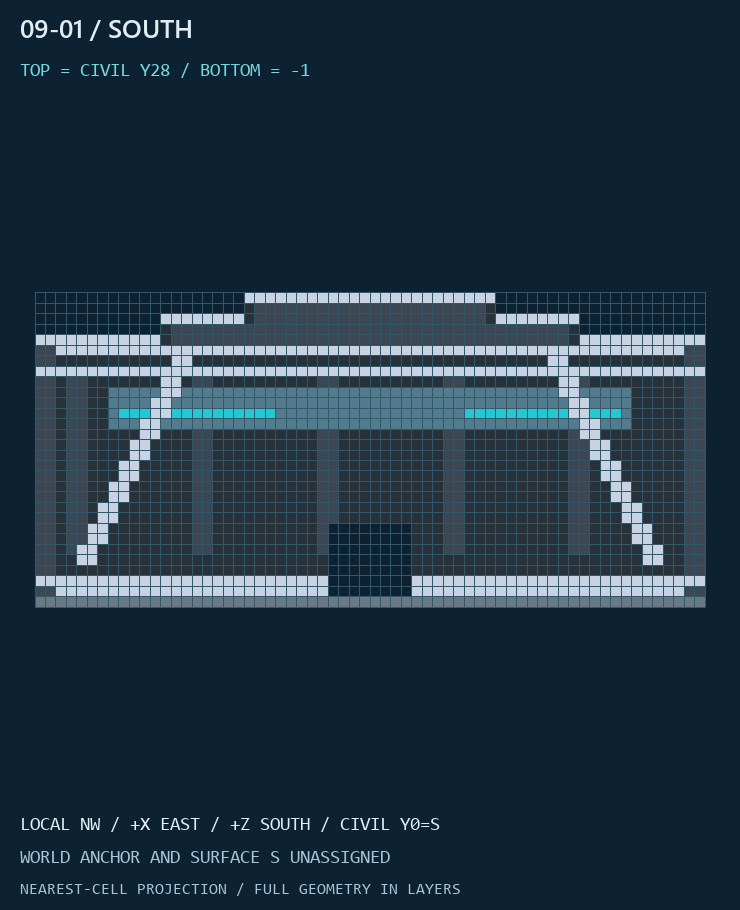 09-01 / SOUTH
TOP = CIVIL Y28 / BOTTOM = -1
LOCAL NW / +X EAST / +Z SOUTH / CIVIL Y0=S
WORLD ANCHOR AND SURFACE S UNASSIGNED
NEAREST-CELL PROJECTION / FULL GEOMETRY IN LAYERS